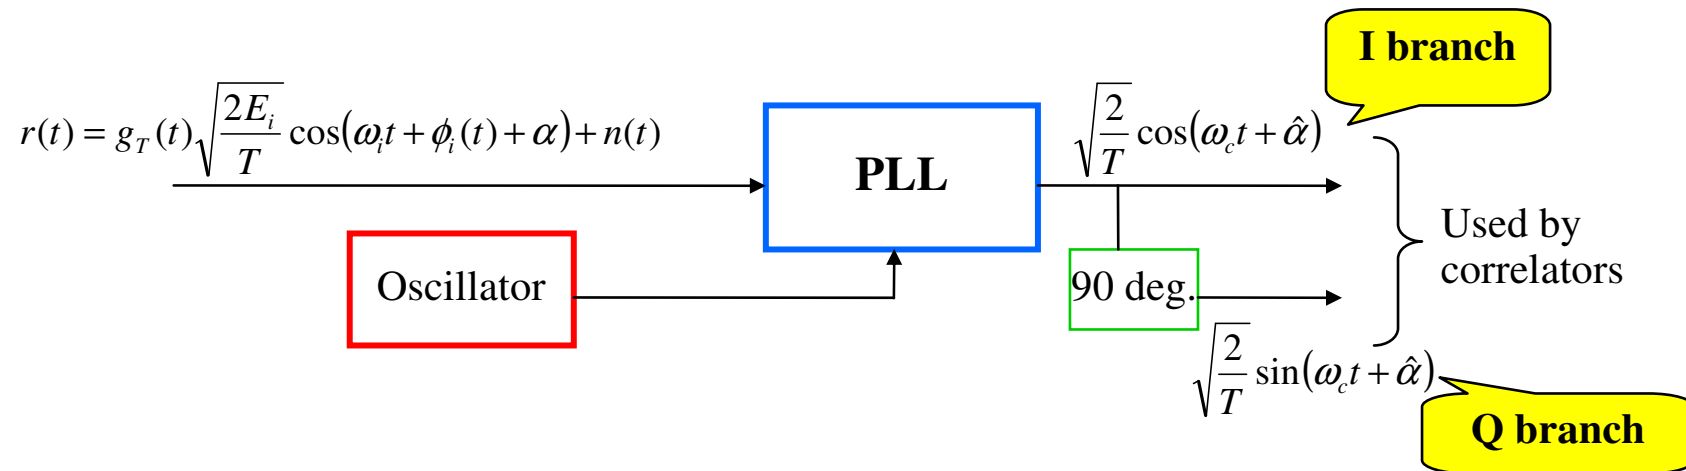 I branch
r(t) = g_T(t)√(2E_i/T) cos(ω_i t + ϕ_i(t) + α) + n(t)
√(2/T) cos(ω_c t + α̂)
PLL
Used by
correlators
Oscillator
90 deg.
√(2/T) sin(ω_c t + α̂)
Q branch